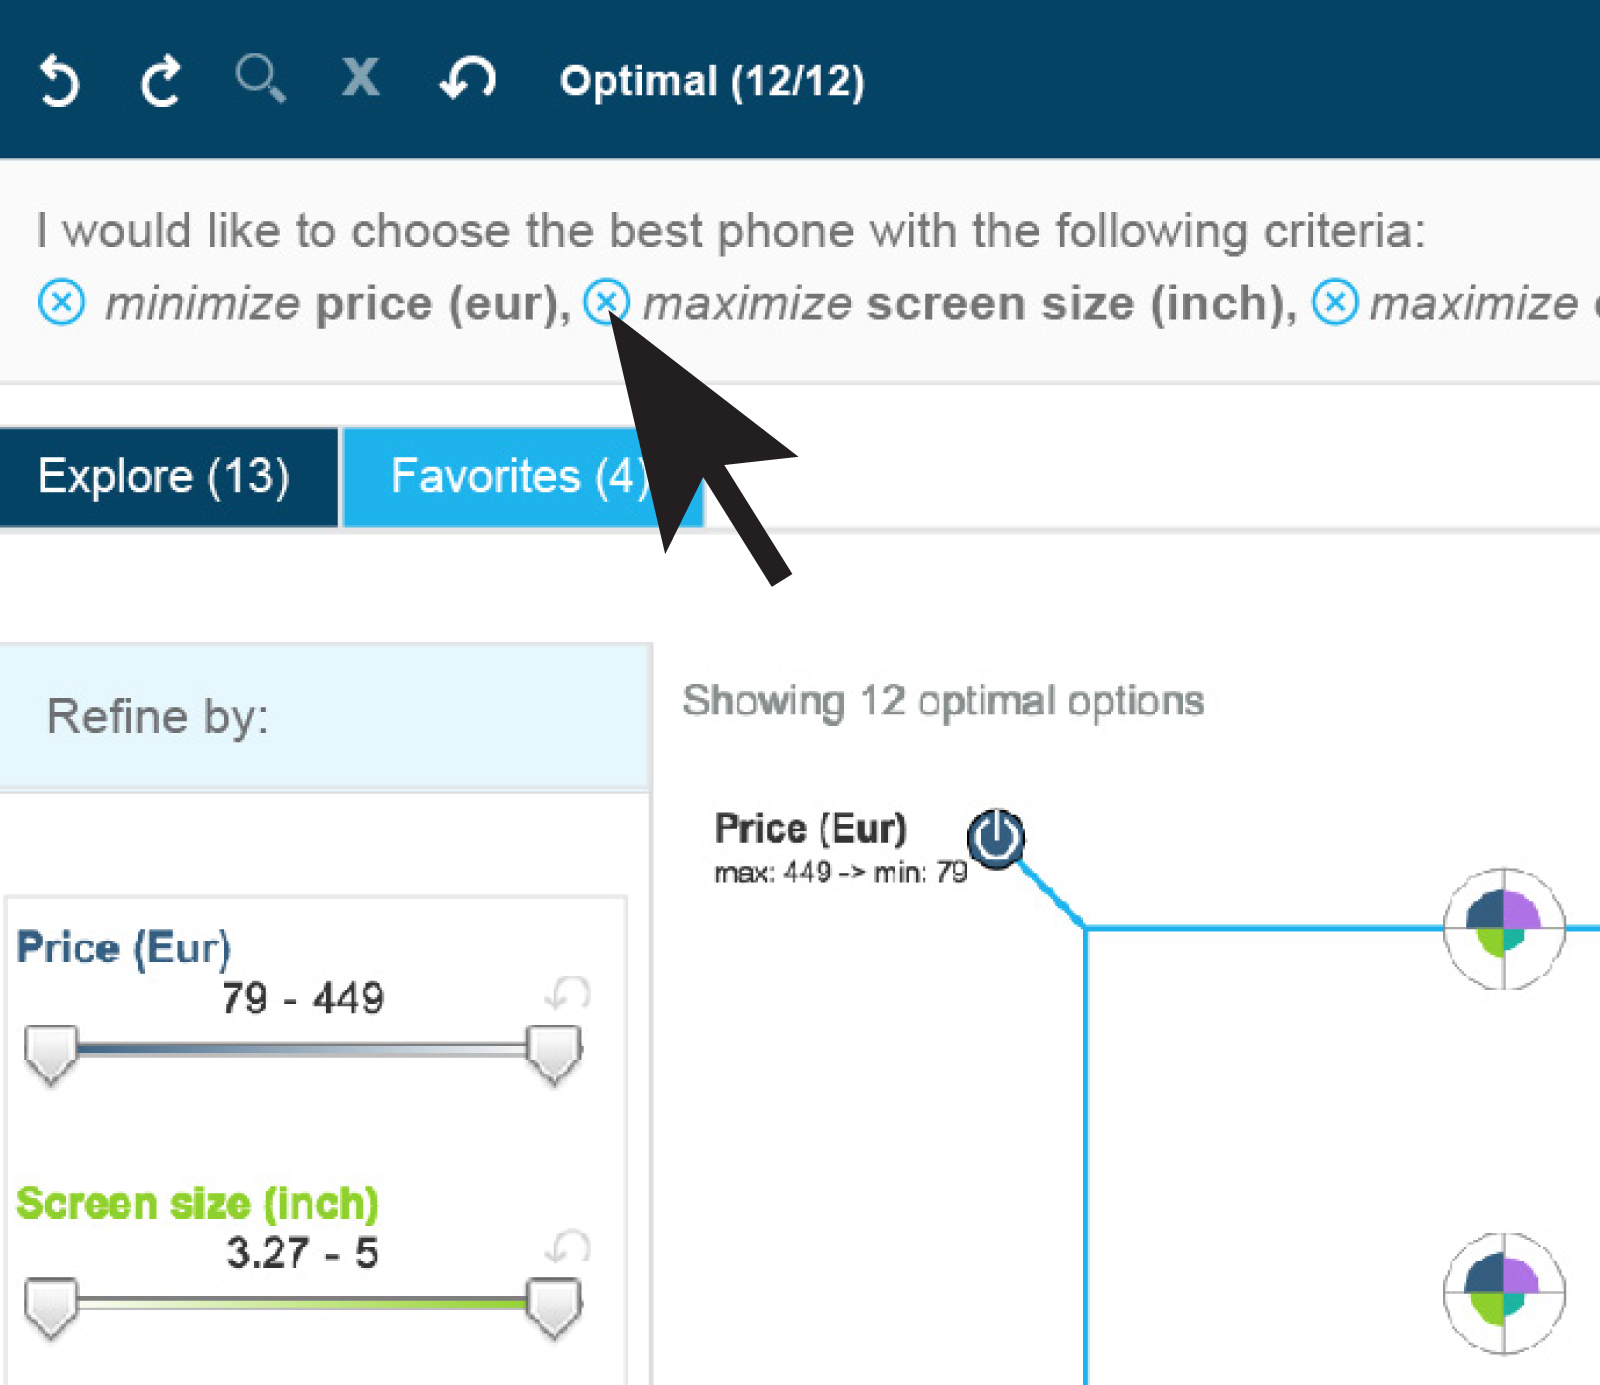 Optimal (12/12)
I would like to choose the best phone with the following criteria:
minimize price (eur), maximize screen size (inch), maximize
Explore (13)
Favorites (4)
Refine by:
Showing 12 optimal options
Price (Eur)
max: 449 -> min: 79
Price (Eur)
79 - 449
Screen size (inch)
3.27 - 5